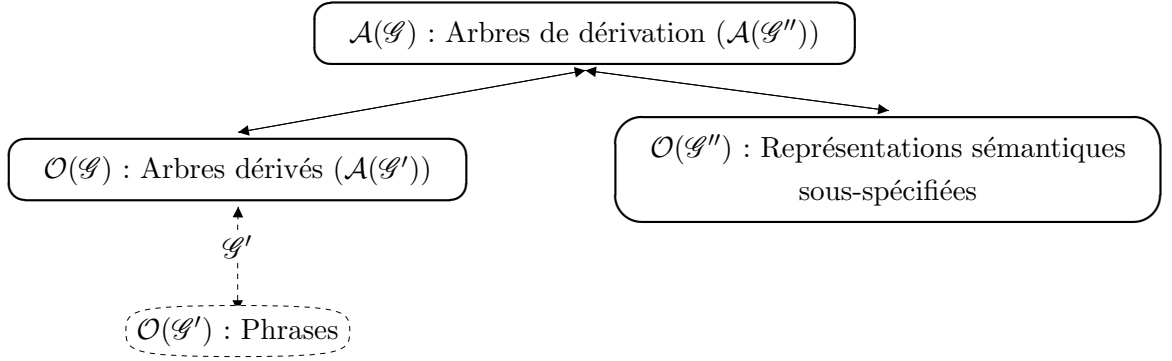 𝒜(𝒢) : Arbres de dérivation (𝒜(𝒢″))
𝒪(𝒢) : Arbres dérivés (𝒜(𝒢′))
𝒪(𝒢″) : Représentations sémantiques
sous-spécifiées
𝒢′
𝒪(𝒢′) : Phrases